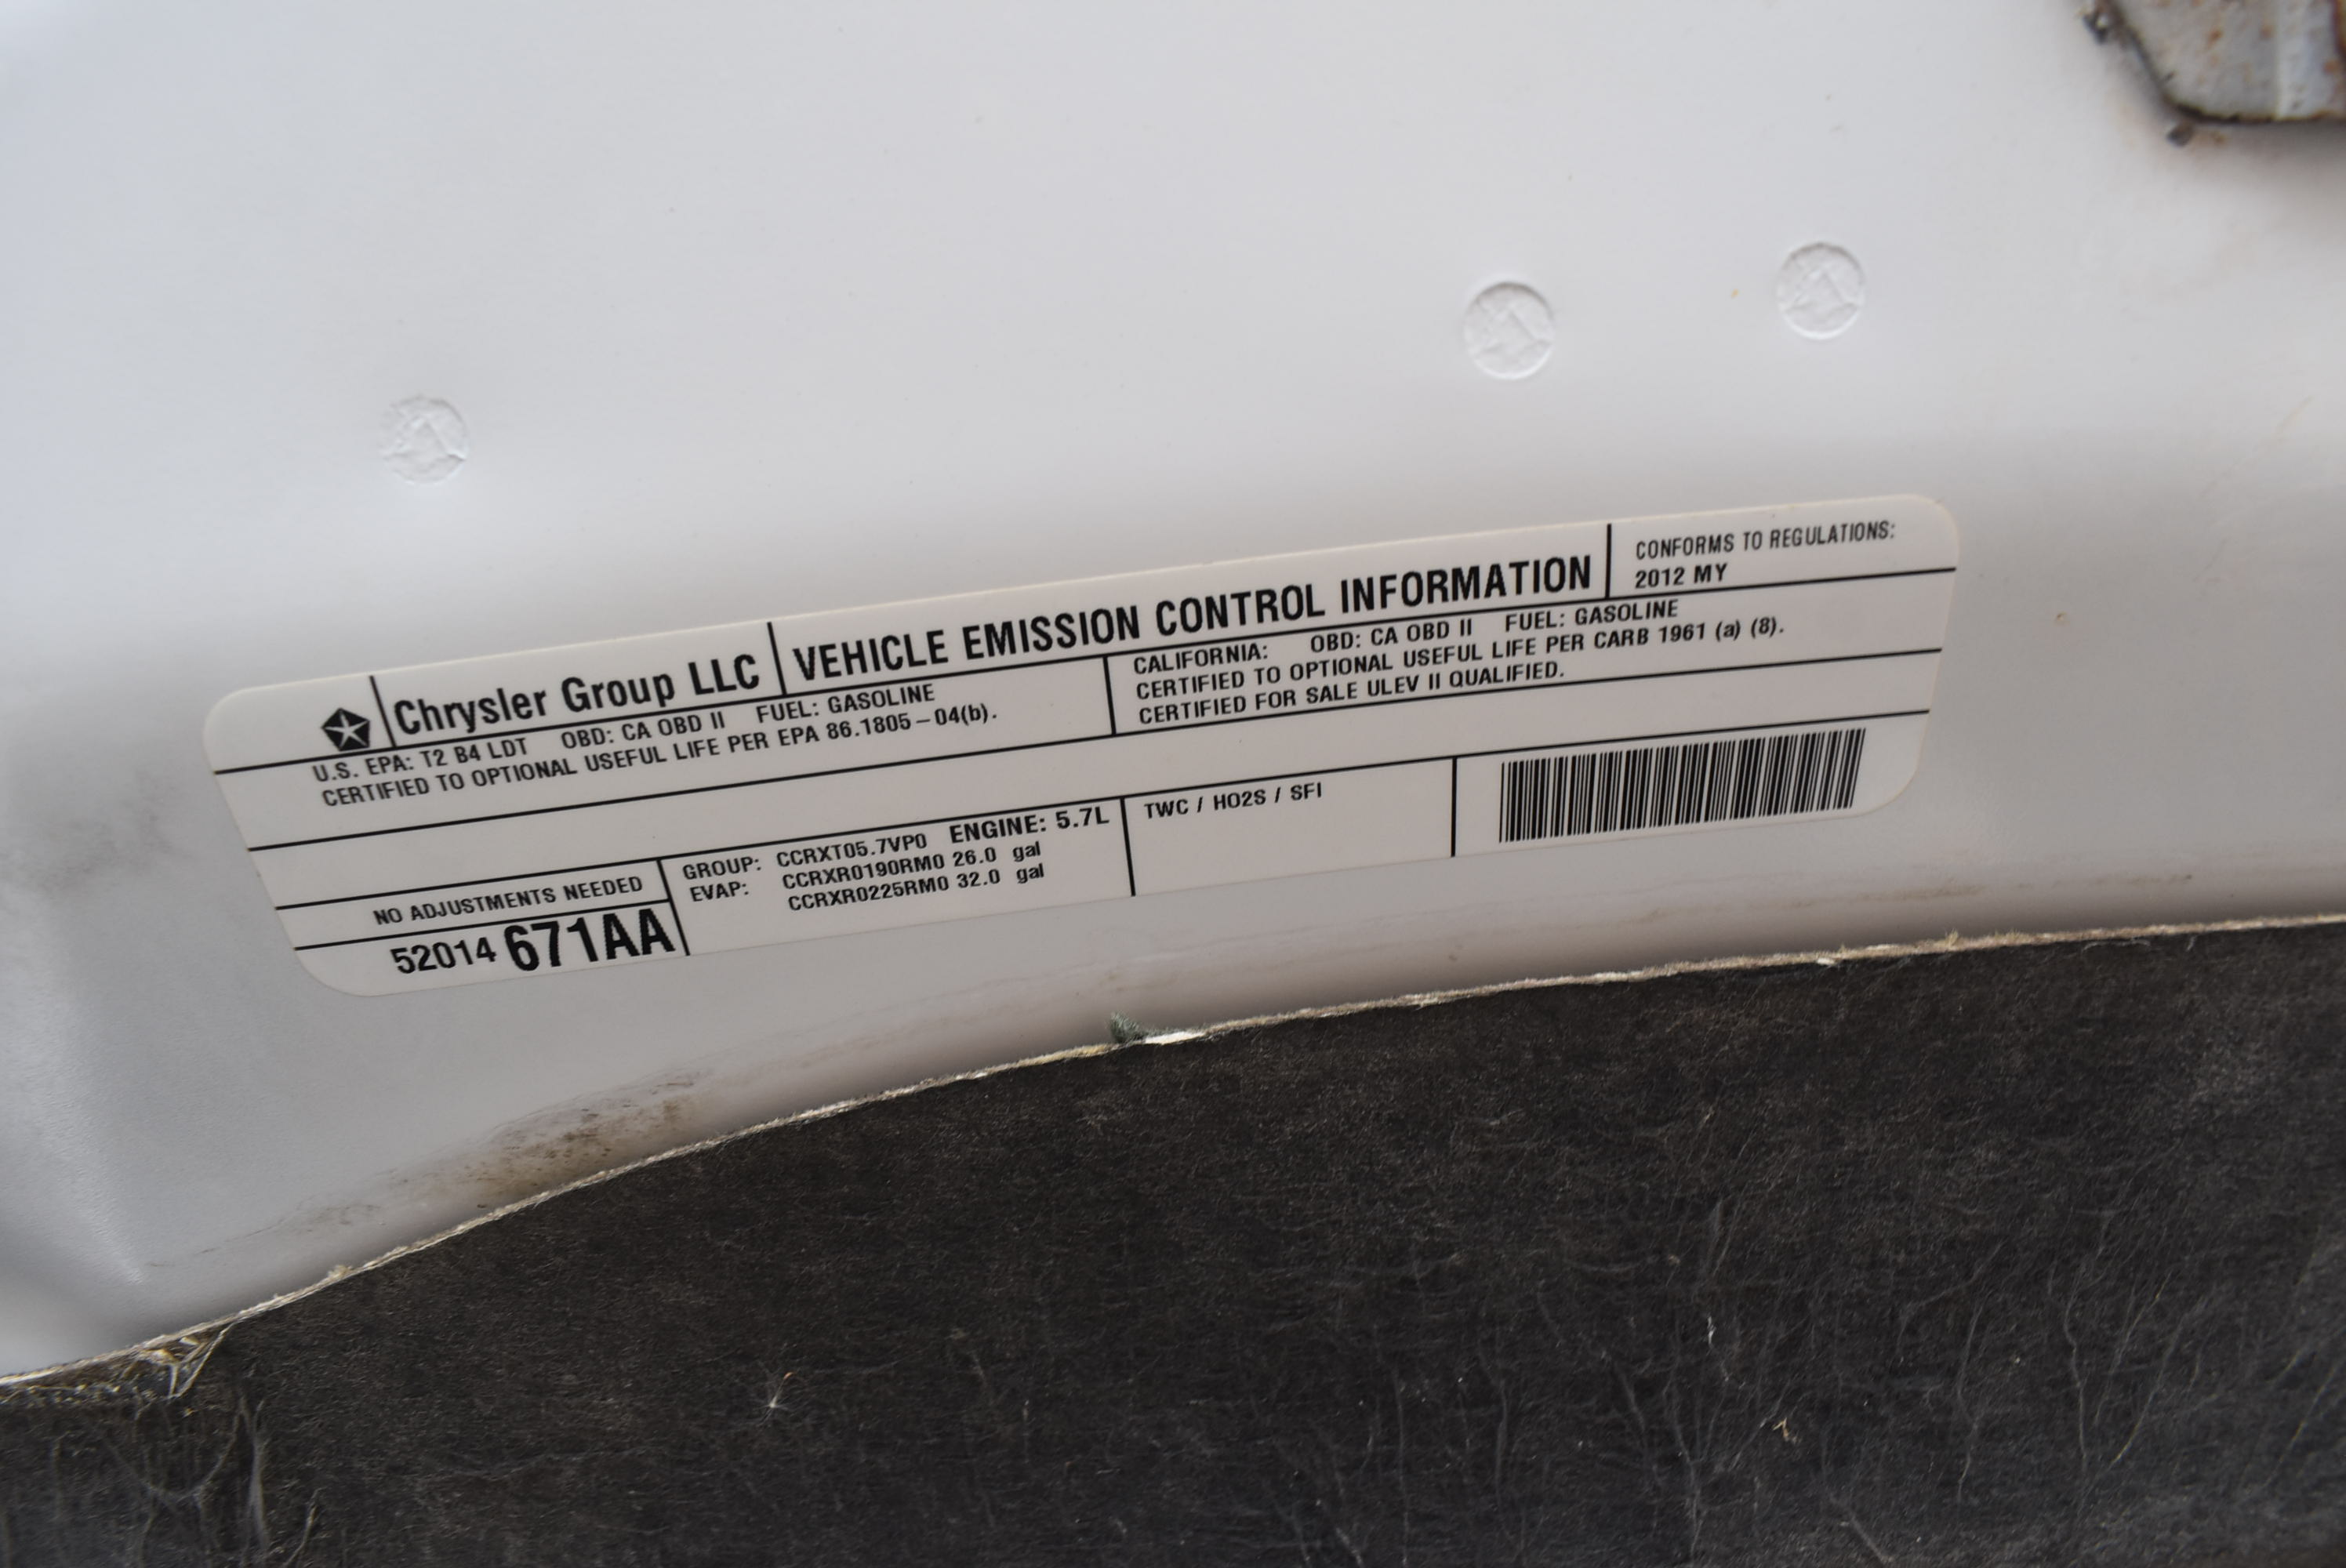 Chrysler Group LLC
VEHICLE EMISSION CONTROL INFORMATION
CONFORMS TO REGULATIONS:
2012 MY
U.S. EPA: T2 B4 LDT OBD: CA OBD II FUEL: GASOLINE
CERTIFIED TO OPTIONAL USEFUL LIFE PER EPA 86.1805-04(b).
CALIFORNIA: OBD: CA OBD II FUEL: GASOLINE
CERTIFIED TO OPTIONAL USEFUL LIFE PER CARB 1961 (a) (8).
CERTIFIED FOR SALE ULEV II QUALIFIED.
NO ADJUSTMENTS NEEDED
52014 671AA
GROUP: CCRXT05.7VP0 ENGINE: 5.7L
EVAP: CCRXR0190RM0 26.0 gal
CCRXR0225RM0 32.0 gal
TWC / HO2S / SFI